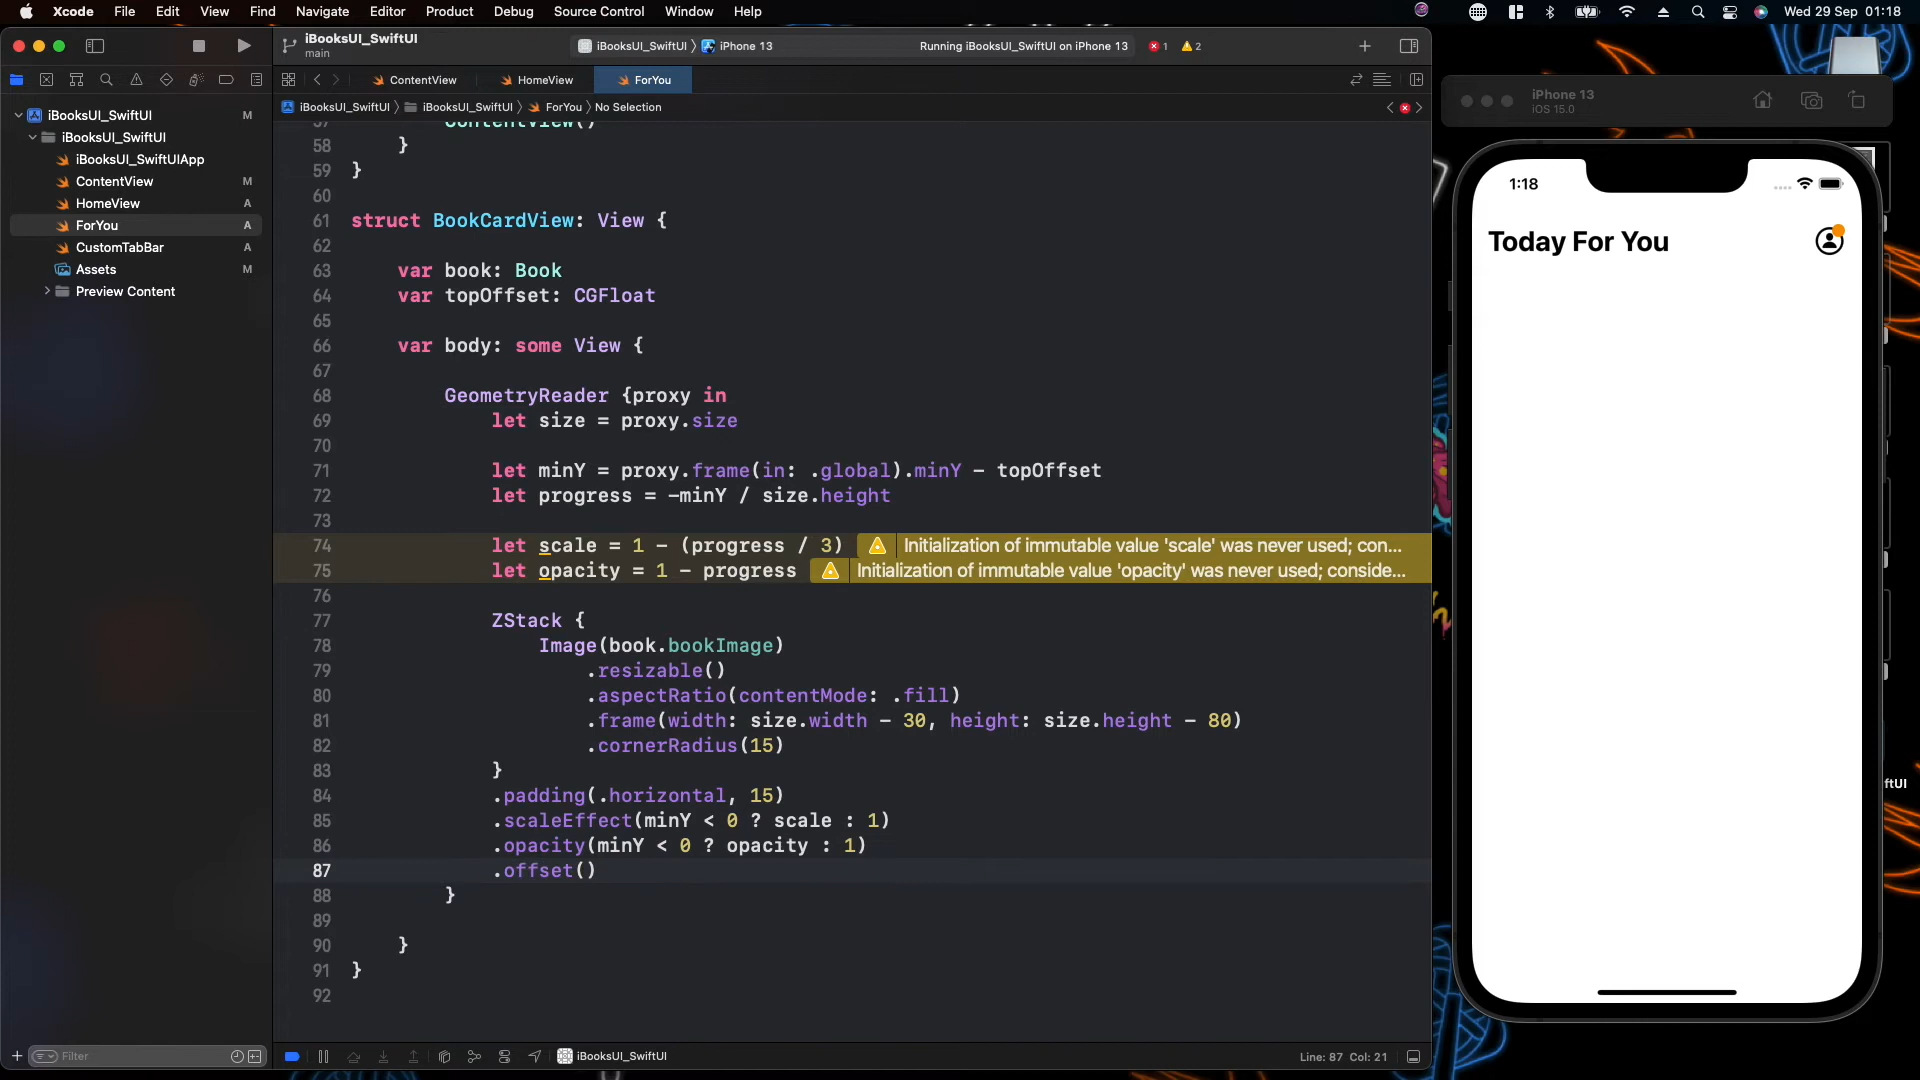 Xcode File Edit View Find Navigate Editor Product Debug Source Control Window Help Wed 29 Sep 01:18
iBooksUI_SwiftUI
main
iBooksUI_SwiftUI 〉 iPhone 13
Running iBooksUI_SwiftUI on iPhone 13
1
2
ContentView
HomeView
ForYou
iBooksUI_SwiftUI 〉 iBooksUI_SwiftUI 〉 ForYou 〉 No Selection
iBooksUI_SwiftUI M
iBooksUI_SwiftUI
iBooksUI_SwiftUIApp
ContentView M
HomeView A
ForYou A
CustomTabBar A
Assets M
Preview Content
57 ContentView()
58 }
59 }
60
61 struct BookCardView: View {
62
63 var book: Book
64 var topOffset: CGFloat
65
66 var body: some View {
67
68 GeometryReader {proxy in
69 let size = proxy.size
70
71 let minY = proxy.frame(in: .global).minY - topOffset
72 let progress = -minY / size.height
73
74 let scale = 1 - (progress / 3) Initialization of immutable value 'scale' was never used; con...
75 let opacity = 1 - progress Initialization of immutable value 'opacity' was never used; conside...
76
77 ZStack {
78 Image(book.bookImage)
79 .resizable()
80 .aspectRatio(contentMode: .fill)
81 .frame(width: size.width - 30, height: size.height - 80)
82 .cornerRadius(15)
83 }
84 .padding(.horizontal, 15)
85 .scaleEffect(minY < 0 ? scale : 1)
86 .opacity(minY < 0 ? opacity : 1)
87 .offset()
88 }
89
90 }
91 }
92
Filter
iBooksUI_SwiftUI
Line: 87 Col: 21
iPhone 13
iOS 15.0
1:18
Today For You
ftUI